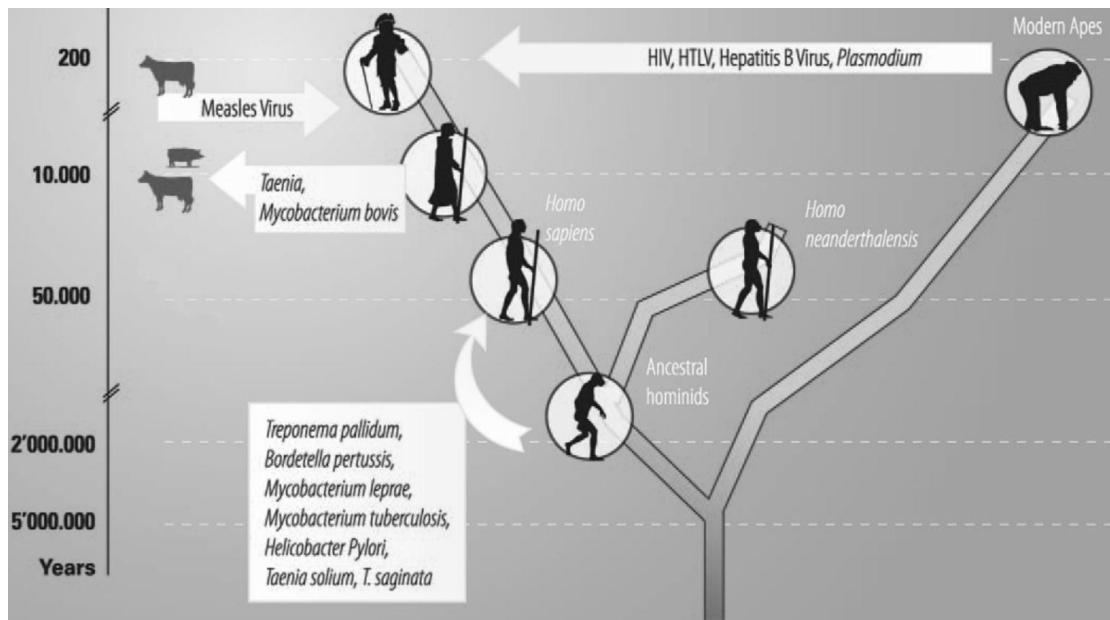 Modern Apes
200
HIV, HTLV, Hepatitis B Virus, Plasmodium
Measles Virus
10.000
Taenia,
Mycobacterium bovis
Homo
sapiens
Homo
neanderthalensis
50.000
Ancestral
hominids
2'000.000
5'000.000
Years
Treponema pallidum,
Bordetella pertussis,
Mycobacterium leprae,
Mycobacterium tuberculosis,
Helicobacter Pylori,
Taenia solium, T. saginata